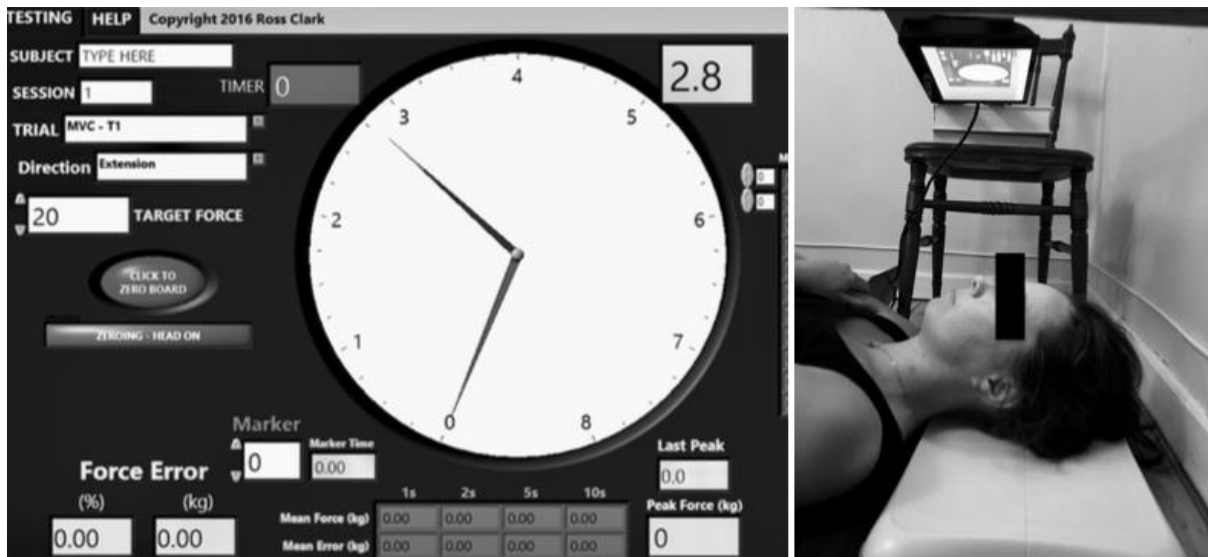 TESTING HELP Copyright 2016 Ross Clark
SUBJECT TYPE HERE
TIMER 0
SESSION 1
TRIAL MVC - T1
Direction Extension
20 TARGET FORCE
CLICK TO
ZERO BOARD
ZEROING - HEAD ON
2.8
0
1
2
3
4
5
6
7
8
0
0
Marker
0
Marker Time
0.00
Force Error
(%) (kg)
0.00 0.00
1s 2s 5s 10s
Mean Force (kg) 0.00 0.00 0.00 0.00
Mean Error (kg) 0.00 0.00 0.00 0.00
Last Peak
0.0
Peak Force (kg)
0